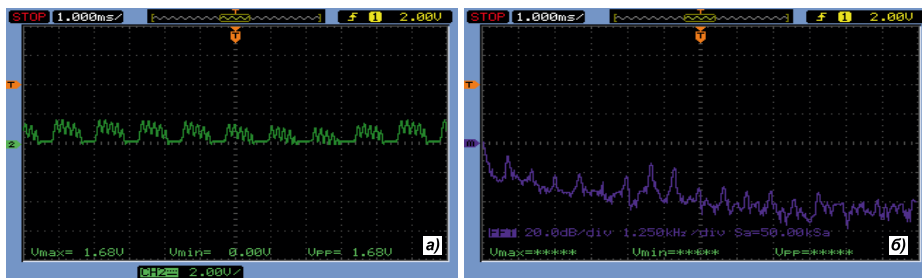 STOP 1.000ms/ T 1 2.00V
T
T
2
Vmax= 1.68V Vmin= 0.00V Vpp= 1.68V
а)
CH2 2.00V/
STOP 1.000ms/ T 1 2.00V
T
T
m
FFT 20.0dB/div 1.250kHz/div Sa=50.00kSa
Vmax=***** Vmin=***** Vpp=*****
б)